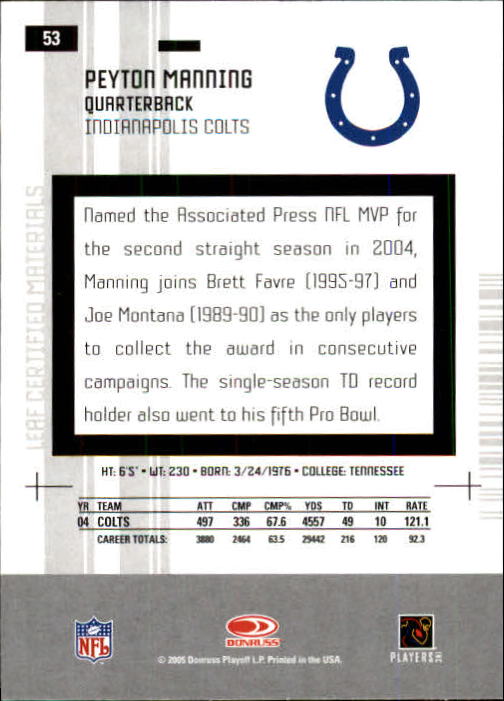 53
PEYTON MANNING
QUARTERBACK
INDIANAPOLIS COLTS
LEAF CERTIFIED MATERIALS
Named the Associated Press NFL MVP for
the second straight season in 2004,
Manning joins Brett Favre (1995-97) and
Joe Montana (1989-90) as the only players
to collect the award in consecutive
campaigns. The single-season TD record
holder also went to his fifth Pro Bowl.
HT: 6'5" • WT: 230 • BORN: 3/24/1976 • COLLEGE: TENNESSEE
YR TEAM ATT CMP CMP% YDS TD INT RATE
04 COLTS 497 336 67.6 4557 49 10 121.1
CAREER TOTALS: 3880 2464 63.5 29442 216 120 92.3
NFL
DONRUSS
PLAYERS INC
© 2005 Donruss Playoff L.P. Printed in the USA.